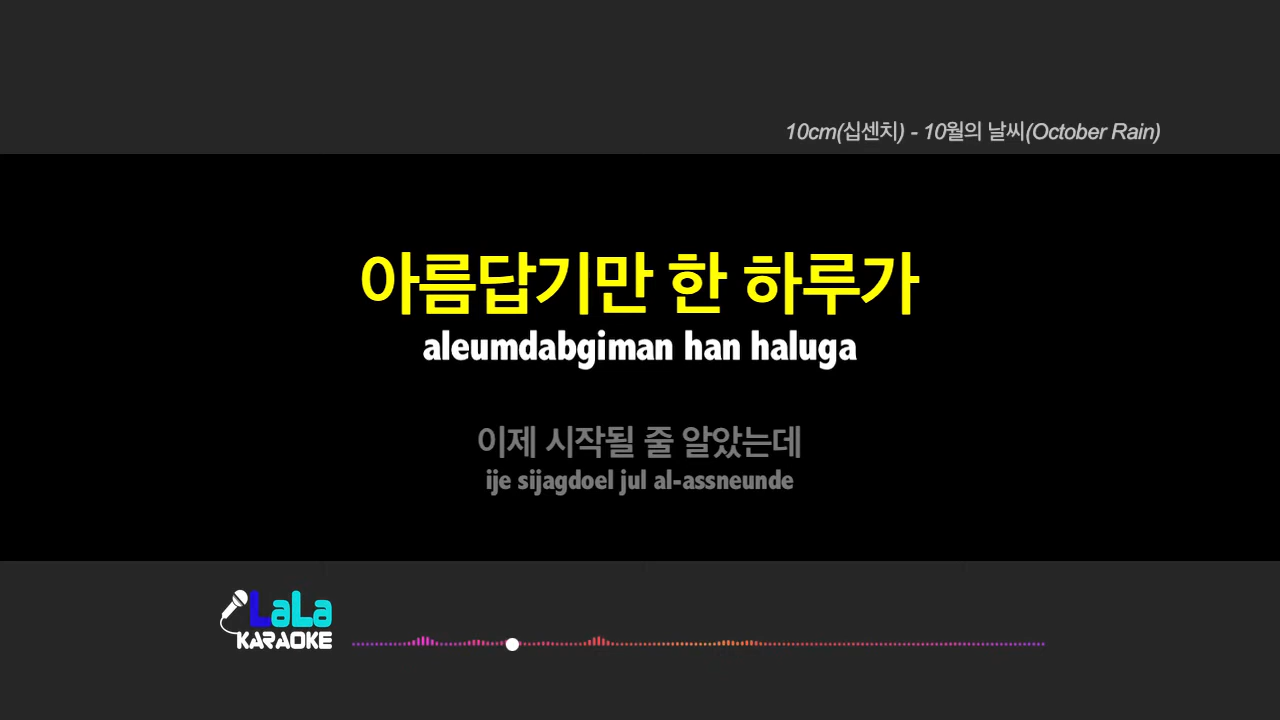 10cm(십센치) - 10월의 날씨(October Rain)
아름답기만 한 하루가
aleumdabgiman han haluga
이제 시작될 줄 알았는데
ije sijagdoel jul al-assneunde
LaLa
KARAOKE